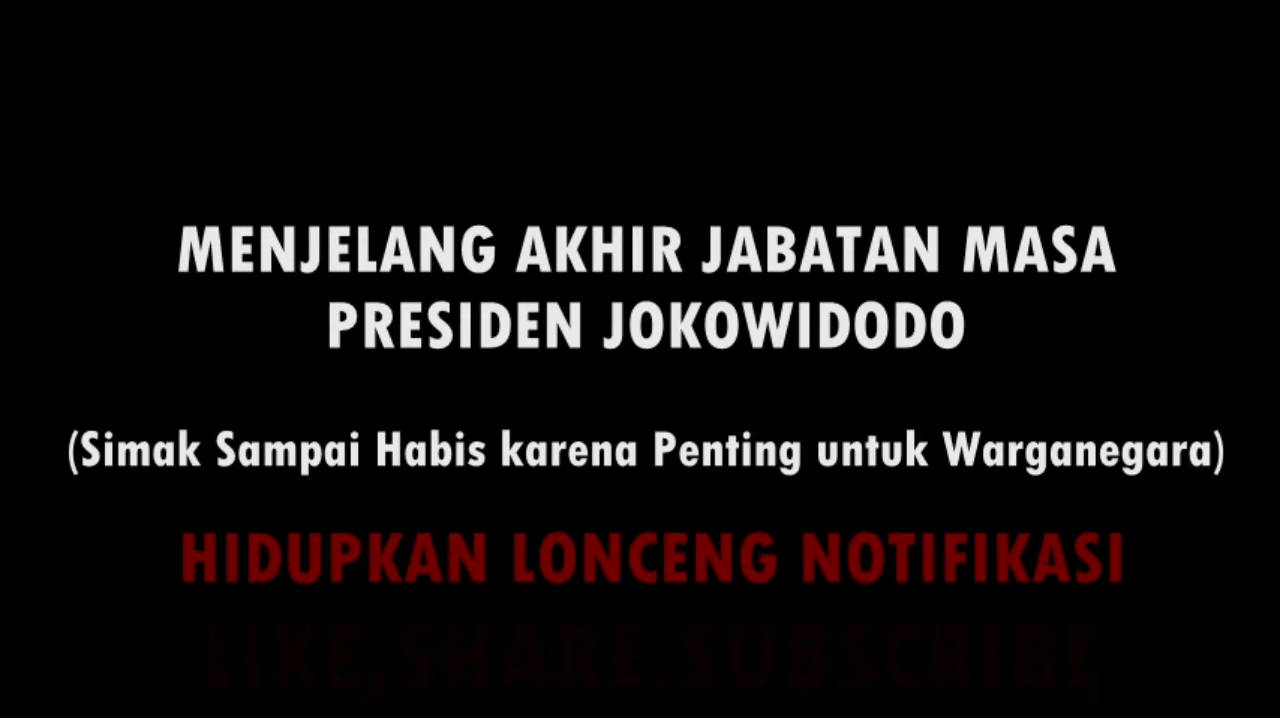 MENJELANG AKHIR JABATAN MASA
PRESIDEN JOKOWIDODO
(Simak Sampai Habis karena Penting untuk Warganegara)
HIDUPKAN LONCENG NOTIFIKASI
LIKE,SHARE,SUBSCRIBE